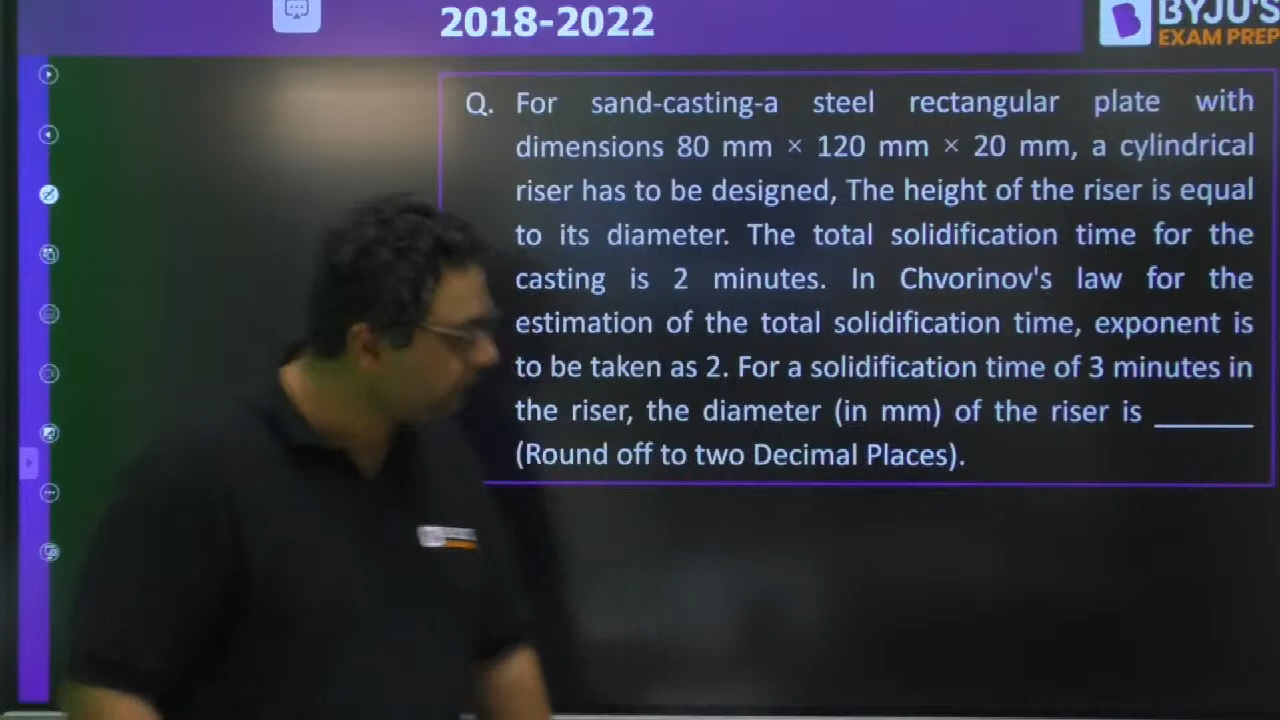 2018-2022
BYJU'S
EXAM PREP
Q. For sand-casting-a steel rectangular plate with
dimensions 80 mm × 120 mm × 20 mm, a cylindrical
riser has to be designed, The height of the riser is equal
to its diameter. The total solidification time for the
casting is 2 minutes. In Chvorinov's law for the
estimation of the total solidification time, exponent is
to be taken as 2. For a solidification time of 3 minutes in
the riser, the diameter (in mm) of the riser is ______
(Round off to two Decimal Places).